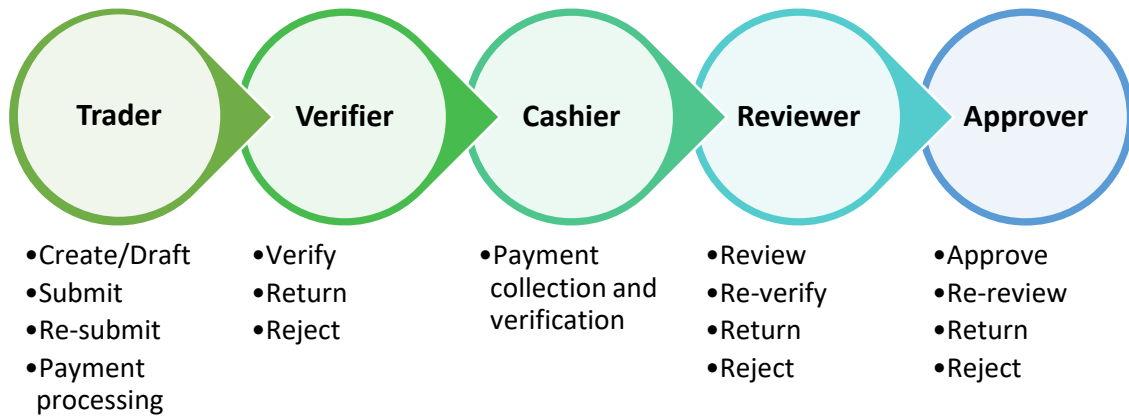 Trader
Verifier
Cashier
Reviewer
Approver
•Create/Draft
•Submit
•Re-submit
•Payment
processing
•Verify
•Return
•Reject
•Payment
collection and
verification
•Review
•Re-verify
•Return
•Reject
•Approve
•Re-review
•Return
•Reject